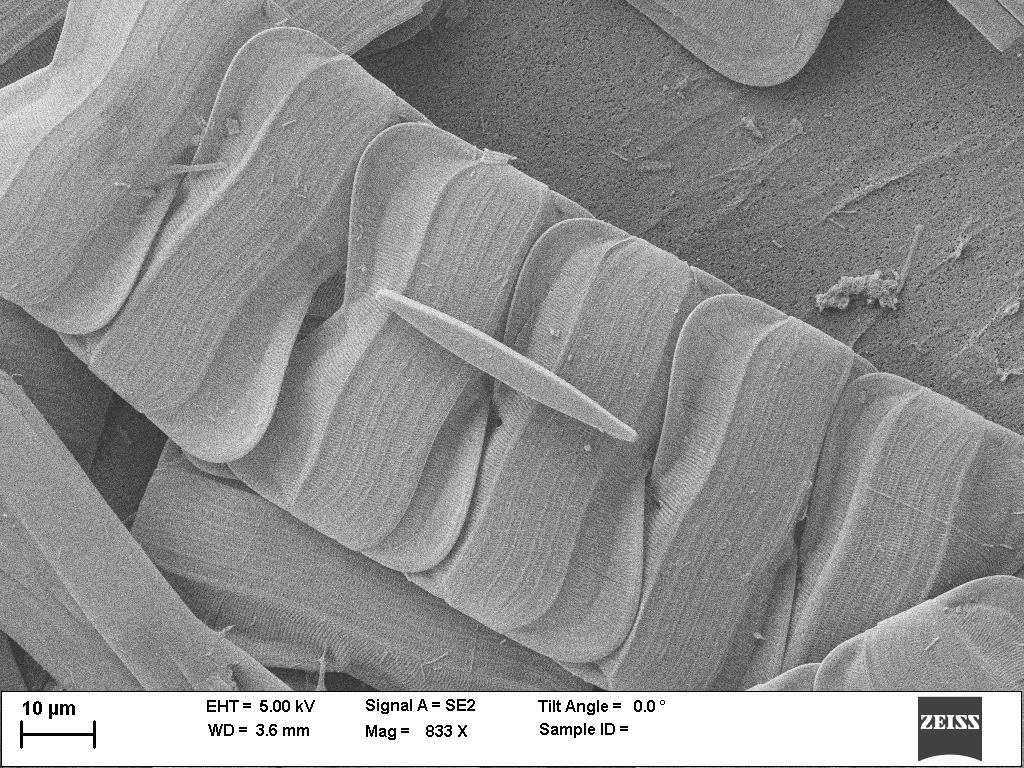 10 µm
EHT = 5.00 kV
Signal A = SE2
Tilt Angle = 0.0 °
WD = 3.6 mm
Mag = 833 X
Sample ID =
ZEISS